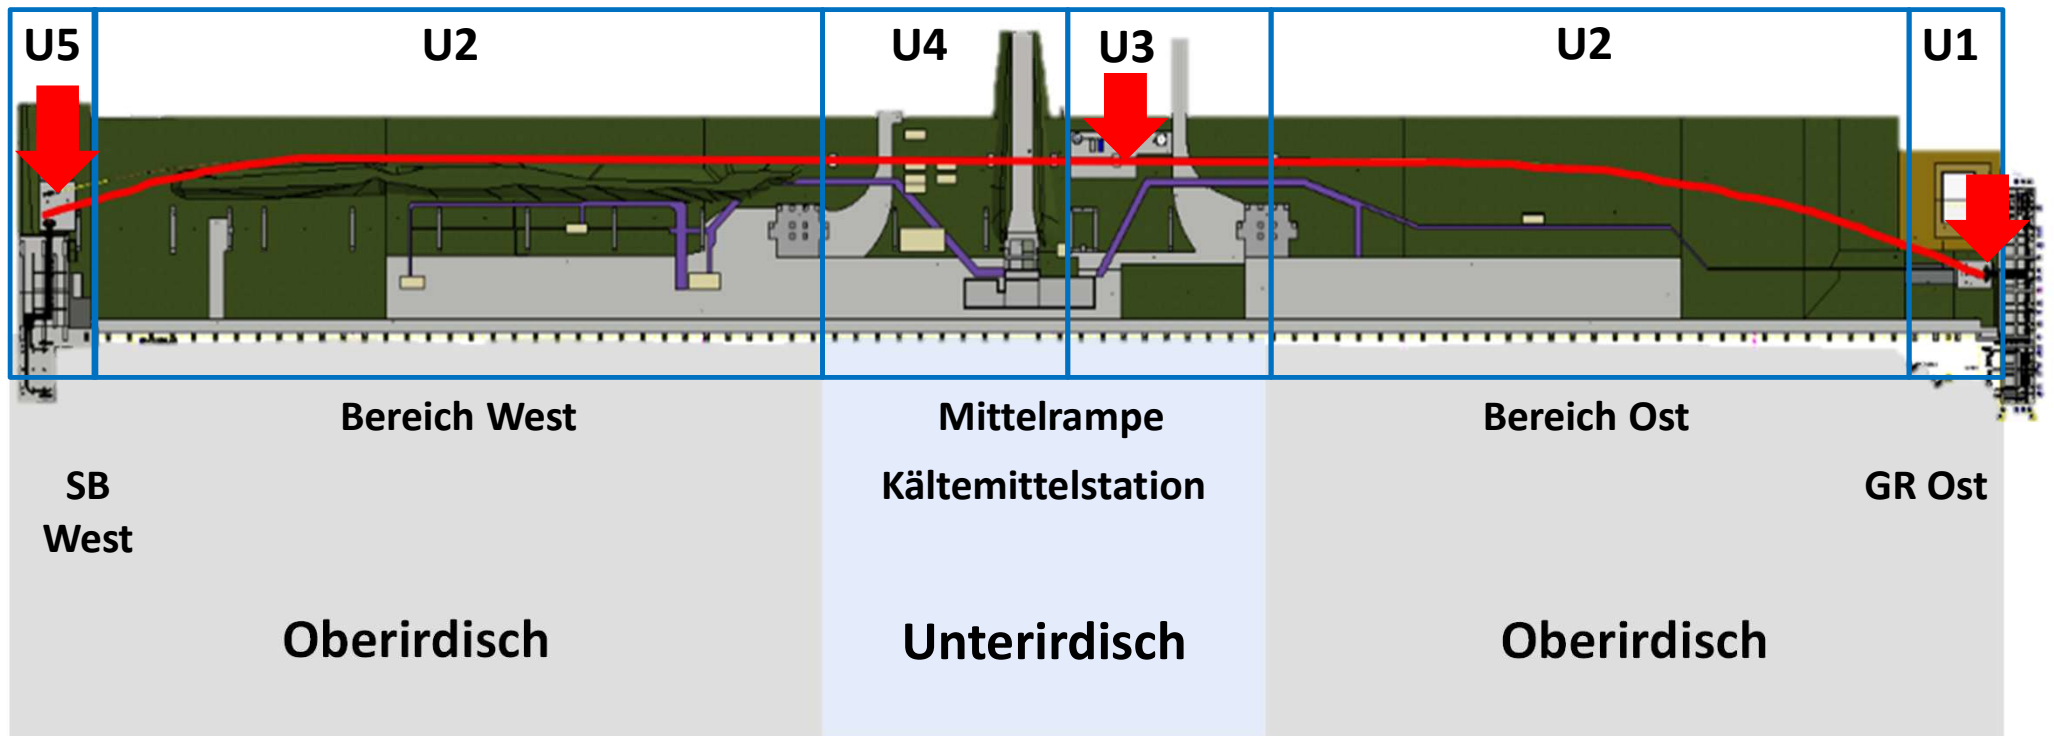 U5
U2
U4
U3
U2
U1
Bereich West
Mittelrampe
Bereich Ost
SB
West
Kältemittelstation
GR Ost
Oberirdisch
Unterirdisch
Oberirdisch